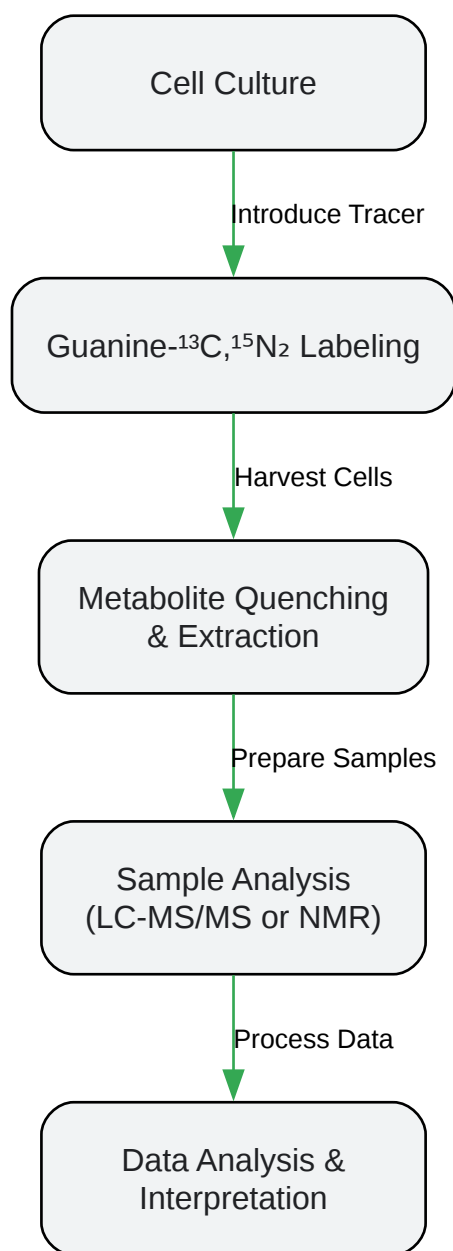 Cell Culture
Introduce Tracer
Guanine-¹³C,¹⁵N₂ Labeling
Harvest Cells
Metabolite Quenching
& Extraction
Prepare Samples
Sample Analysis
(LC-MS/MS or NMR)
Process Data
Data Analysis &
Interpretation